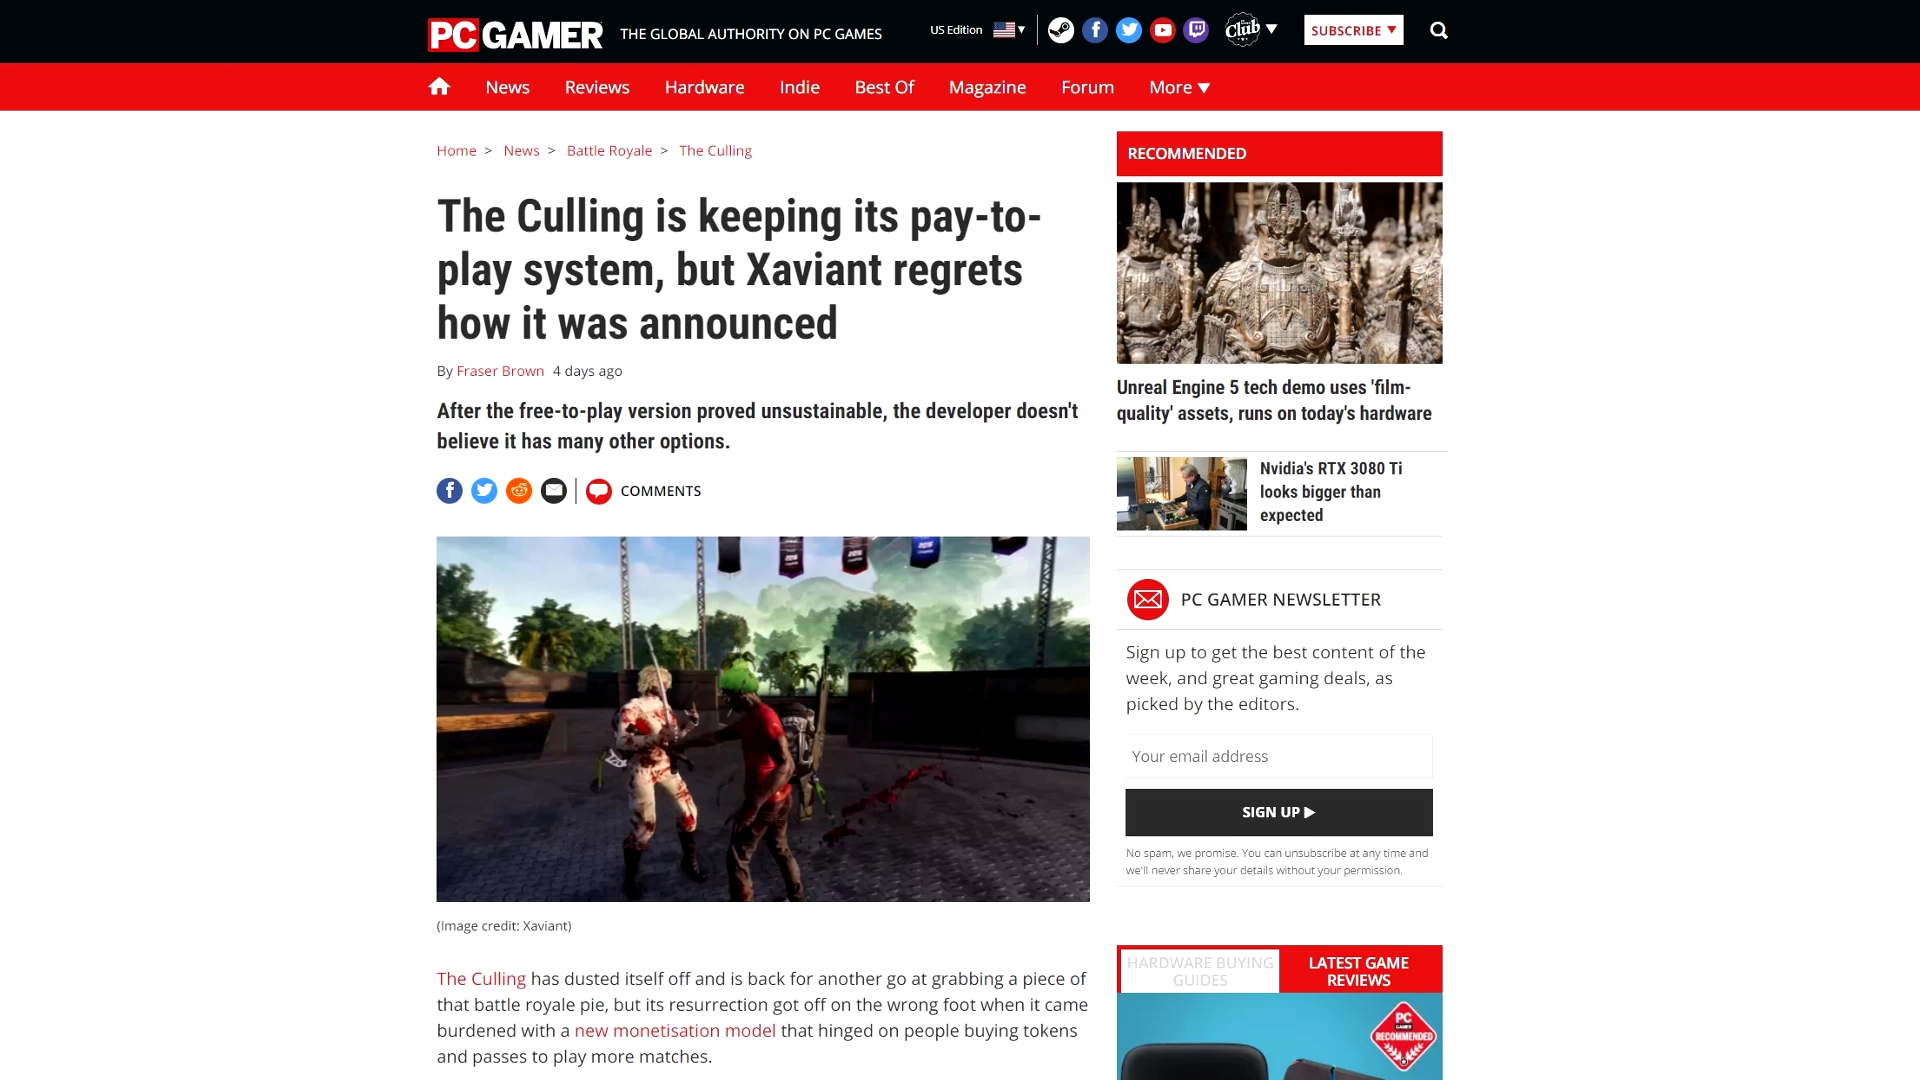 PC GAMER
THE GLOBAL AUTHORITY ON PC GAMES
US Edition
Club
SUBSCRIBE
News
Reviews
Hardware
Indie
Best Of
Magazine
Forum
More
Home > News > Battle Royale > The Culling
The Culling is keeping its pay-to-
play system, but Xaviant regrets
how it was announced
By Fraser Brown 4 days ago
After the free-to-play version proved unsustainable, the developer doesn't
believe it has many other options.
COMMENTS
(Image credit: Xaviant)
The Culling has dusted itself off and is back for another go at grabbing a piece of
that battle royale pie, but its resurrection got off on the wrong foot when it came
burdened with a new monetisation model that hinged on people buying tokens
and passes to play more matches.
RECOMMENDED
Unreal Engine 5 tech demo uses 'film-
quality' assets, runs on today's hardware
Nvidia's RTX 3080 Ti
looks bigger than
expected
PC GAMER NEWSLETTER
Sign up to get the best content of the
week, and great gaming deals, as
picked by the editors.
Your email address
SIGN UP
No spam, we promise. You can unsubscribe at any time and
we'll never share your details without your permission.
HARDWARE BUYING
GUIDES
LATEST GAME
REVIEWS
PC
GAMER
RECOMMENDED